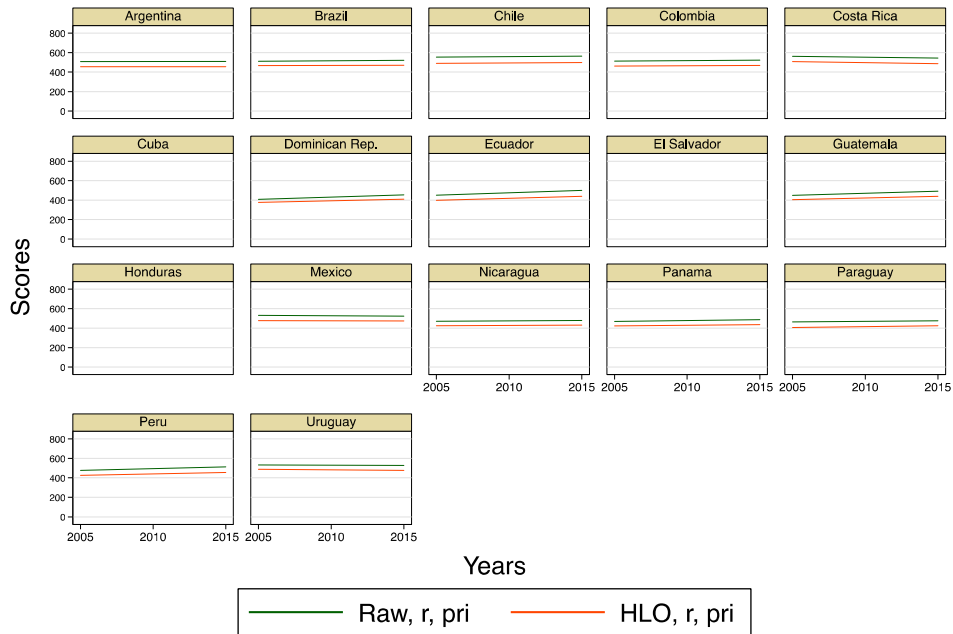 Argentina Brazil Chile Colombia Costa Rica
800
600
400
200
0
Cuba Dominican Rep. Ecuador El Salvador Guatemala
800
600
400
200
0
Honduras Mexico Nicaragua Panama Paraguay
800
600
400
200
0
2005 2010 2015 2005 2010 2015 2005 2010 2015
Peru Uruguay
800
600
400
200
0
2005 2010 2015 2005 2010 2015
Scores
Years
Raw, r, pri HLO, r, pri